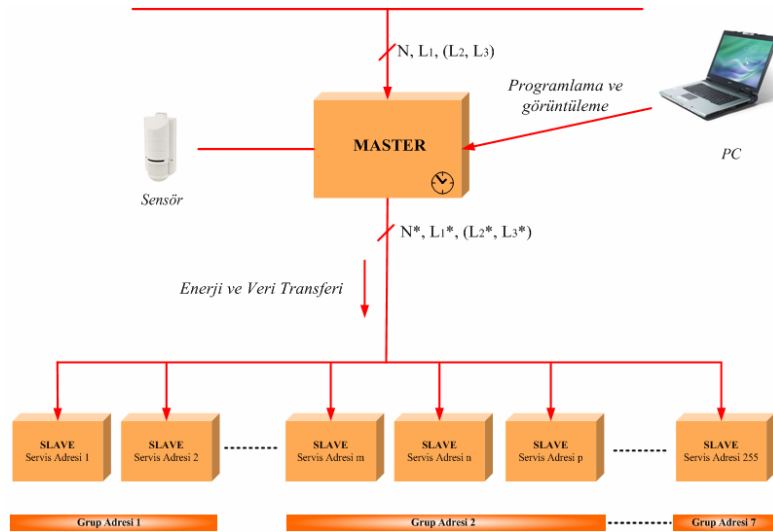 N, L1, (L2, L3)
Programlama ve
görüntüleme
MASTER
PC
Sensör
N*, L1*, (L2*, L3*)
Enerji ve Veri Transferi
SLAVE
Servis Adresi 1
SLAVE
Servis Adresi 2
SLAVE
Servis Adresi m
SLAVE
Servis Adresi n
SLAVE
Servis Adresi p
SLAVE
Servis Adresi 255
Grup Adresi 1
Grup Adresi 2
Grup Adresi 7